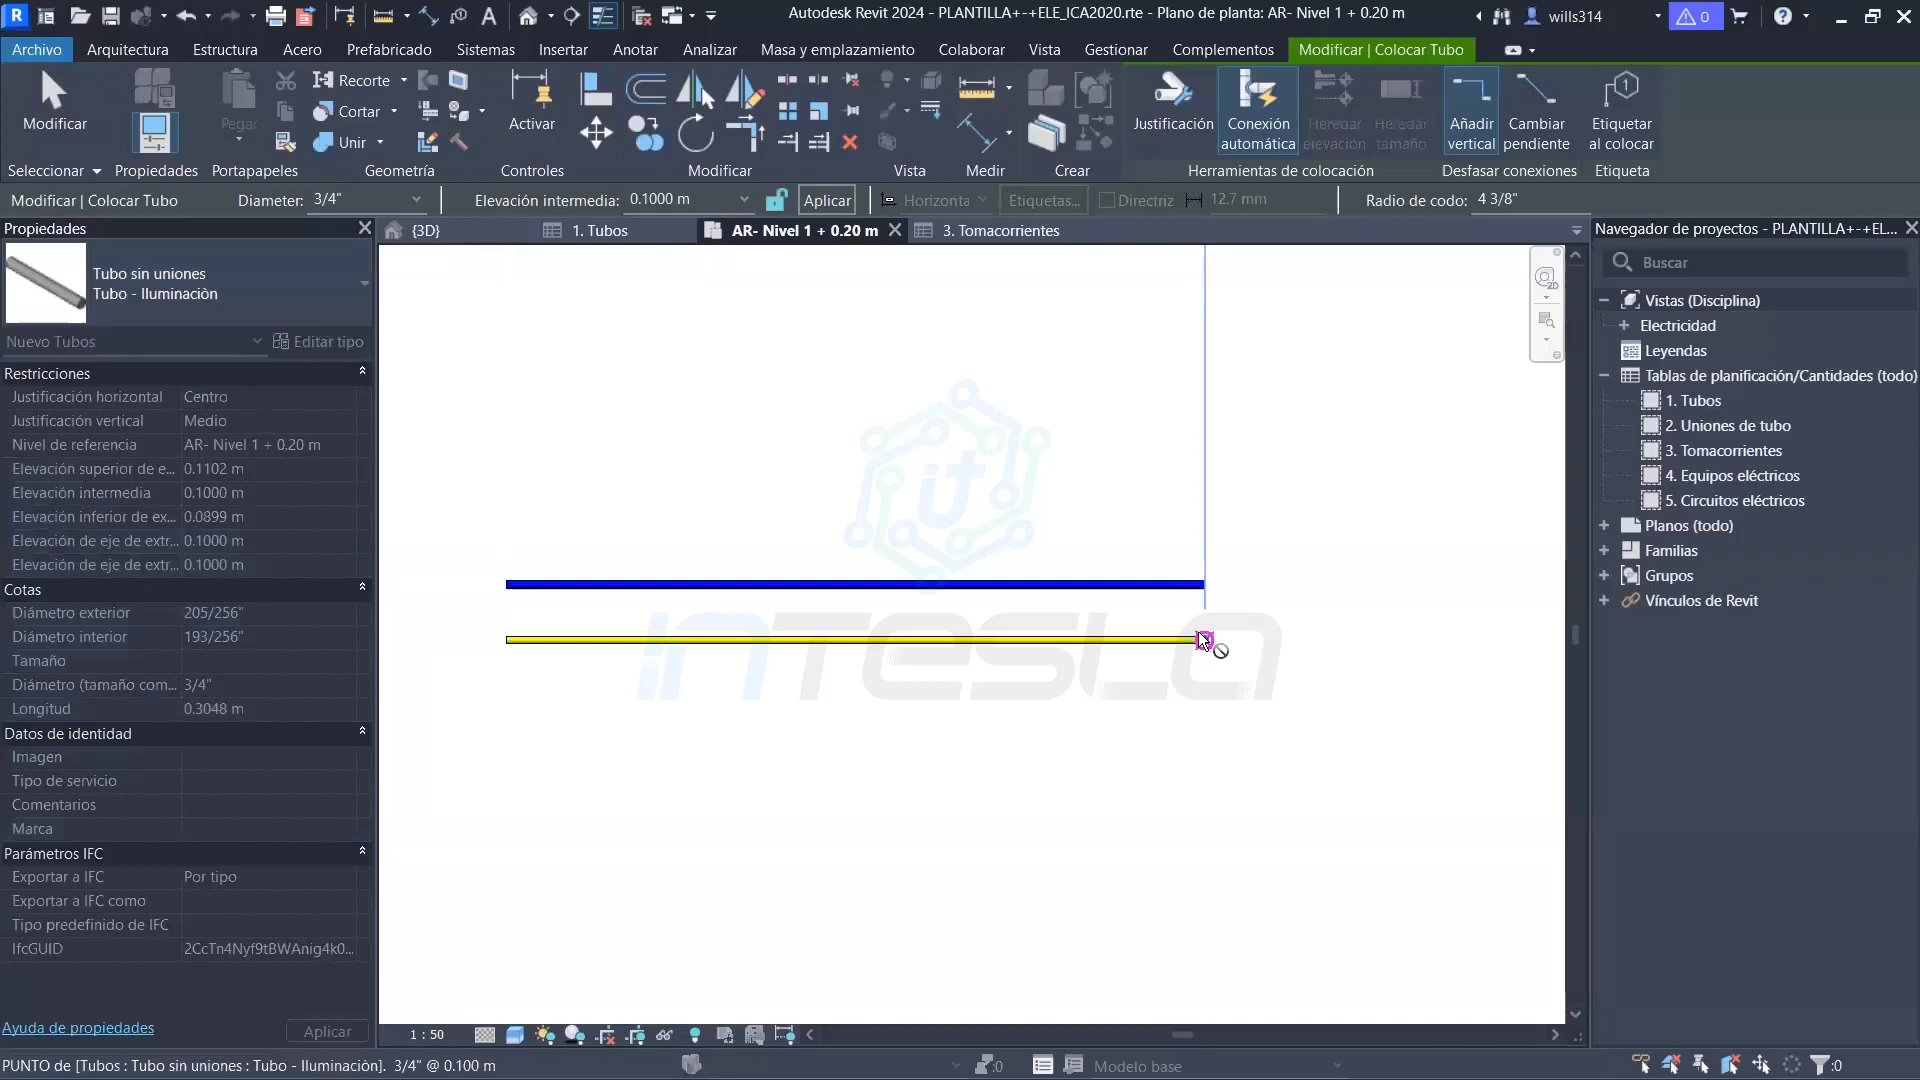 Autodesk Revit 2024 - PLANTILLA+-+ELE_ICA2020.rte - Plano de planta: AR- Nivel 1 + 0.20 m
wills314
0
Archivo Arquitectura Estructura Acero Prefabricado Sistemas Insertar Anotar Analizar Masa y emplazamiento Colaborar Vista Gestionar Complementos Modificar | Colocar Tubo
Modificar
Pegar
Recorte
Cortar
Unir
Activar
Justificación
Conexión automática
Heredar elevación
Heredar tamaño
Añadir vertical
Cambiar pendiente
Etiquetar al colocar
Seleccionar Propiedades Portapapeles Geometría Controles Modificar Vista Medir Crear Herramientas de colocación Desfasar conexiones Etiqueta
Modificar | Colocar Tubo Diameter: 3/4" Elevación intermedia: 0.1000 m Aplicar Horizonta Etiquetas... Directriz 12.7 mm Radio de codo: 4 3/8"
Propiedades
{3D} 1. Tubos AR- Nivel 1 + 0.20 m 3. Tomacorrientes
Navegador de proyectos - PLANTILLA+-+EL...
Tubo sin uniones
Tubo - Iluminaciòn
Nuevo Tubos Editar tipo
Restricciones
Justificación horizontal Centro
Justificación vertical Medio
Nivel de referencia AR- Nivel 1 + 0.20 m
Elevación superior de e... 0.1102 m
Elevación intermedia 0.1000 m
Elevación inferior de ex... 0.0899 m
Elevación de eje de extr... 0.1000 m
Elevación de eje de extr... 0.1000 m
Cotas
Diámetro exterior 205/256"
Diámetro interior 193/256"
Tamaño
Diámetro (tamaño com... 3/4"
Longitud 0.3048 m
Datos de identidad
Imagen
Tipo de servicio
Comentarios
Marca
Parámetros IFC
Exportar a IFC Por tipo
Exportar a IFC como
Tipo predefinido de IFC
IfcGUID 2CcTn4Nyf9tBWAnig4k0...
Ayuda de propiedades Aplicar
it
INTESLA
2D
Buscar
Vistas (Disciplina)
Electricidad
Leyendas
Tablas de planificación/Cantidades (todo)
1. Tubos
2. Uniones de tubo
3. Tomacorrientes
4. Equipos eléctricos
5. Circuitos eléctricos
Planos (todo)
Familias
Grupos
Vínculos de Revit
1 : 50
PUNTO de [Tubos : Tubo sin uniones : Tubo - Iluminaciòn]. 3/4" @ 0.100 m
:0
Modelo base
:0